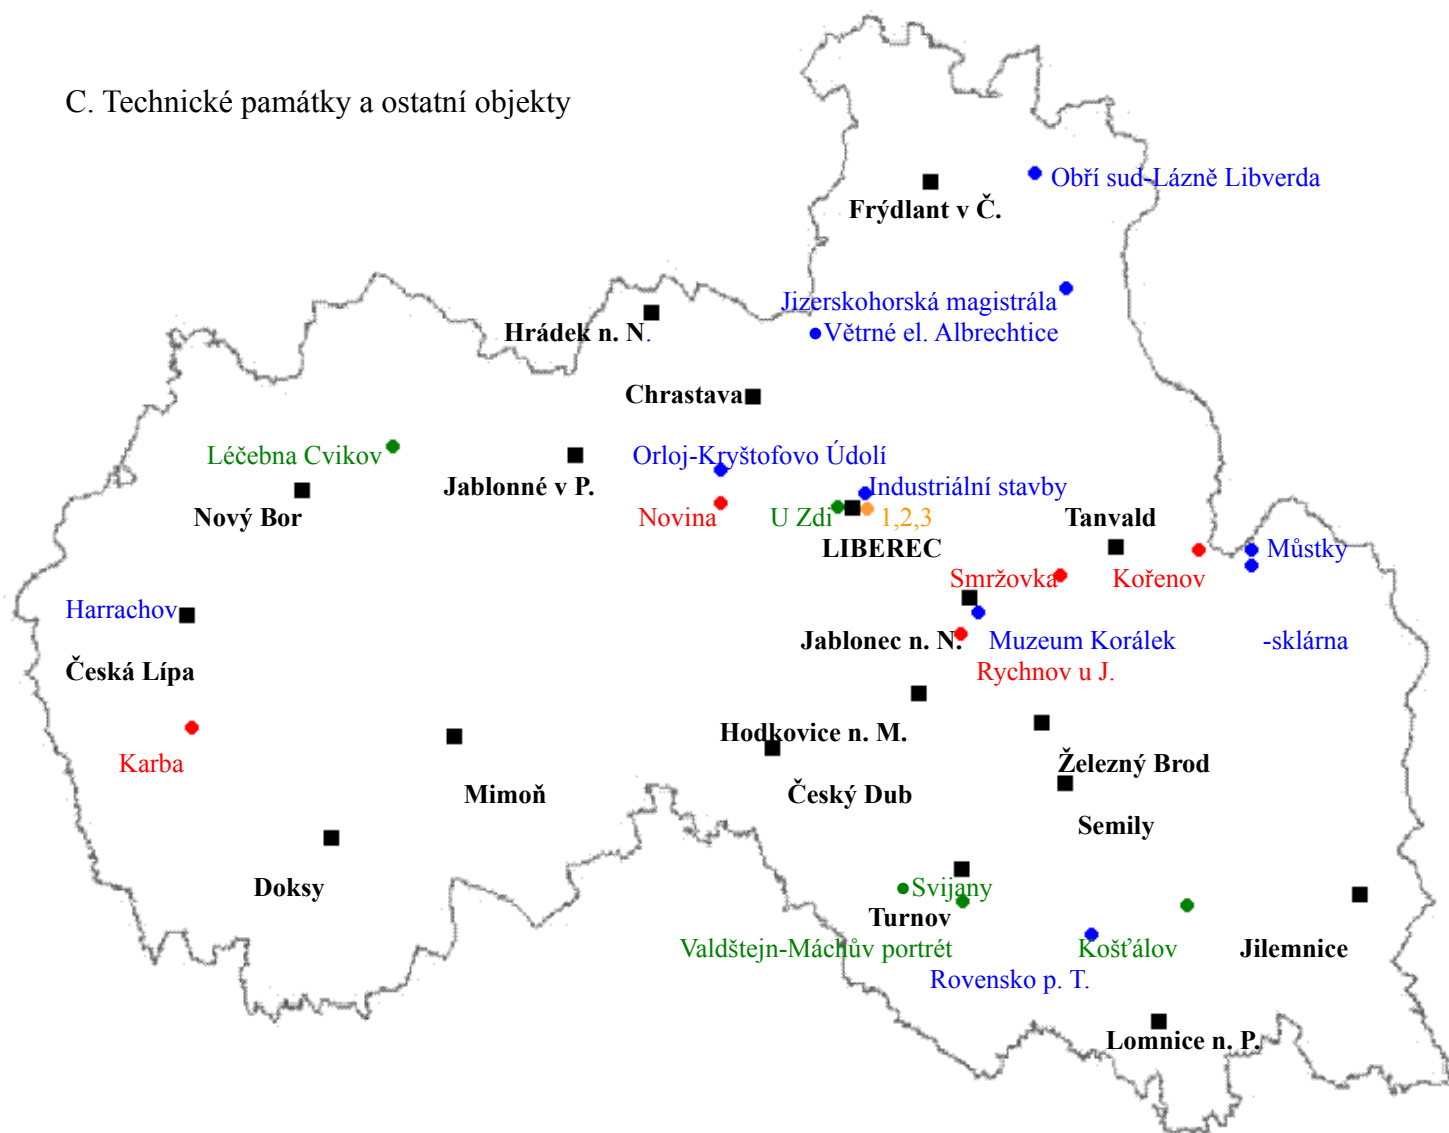 C. Technické památky a ostatní objekty
Obří sud-Lázně Libverda
Frýdlant v Č.
Jizerskohorská magistrála
Hrádek n. N.
Větrné el. Albrechtice
Chrastava
Léčebna Cvikov
Orloj-Kryštofovo Údolí
Jablonné v P.
Industriální stavby
Nový Bor
Novina
U Zdi
1,2,3
Tanvald
LIBEREC
Můstky
Smržovka
Kořenov
Harrachov
Jablonec n. N.
Muzeum Korálek
-sklárna
Česká Lípa
Rychnov u J.
Hodkovice n. M.
Karba
Železný Brod
Mimoň
Český Dub
Semily
Doksy
Svijany
Turnov
Valdštejn-Máchův portrét
Košťálov
Jilemnice
Rovensko p. T.
Lomnice n. P.